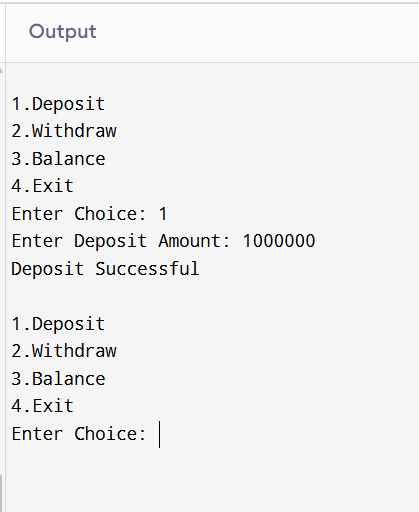 Output
1.Deposit
2.Withdraw
3.Balance
4.Exit
Enter Choice: 1
Enter Deposit Amount: 1000000
Deposit Successful
1.Deposit
2.Withdraw
3.Balance
4.Exit
Enter Choice: